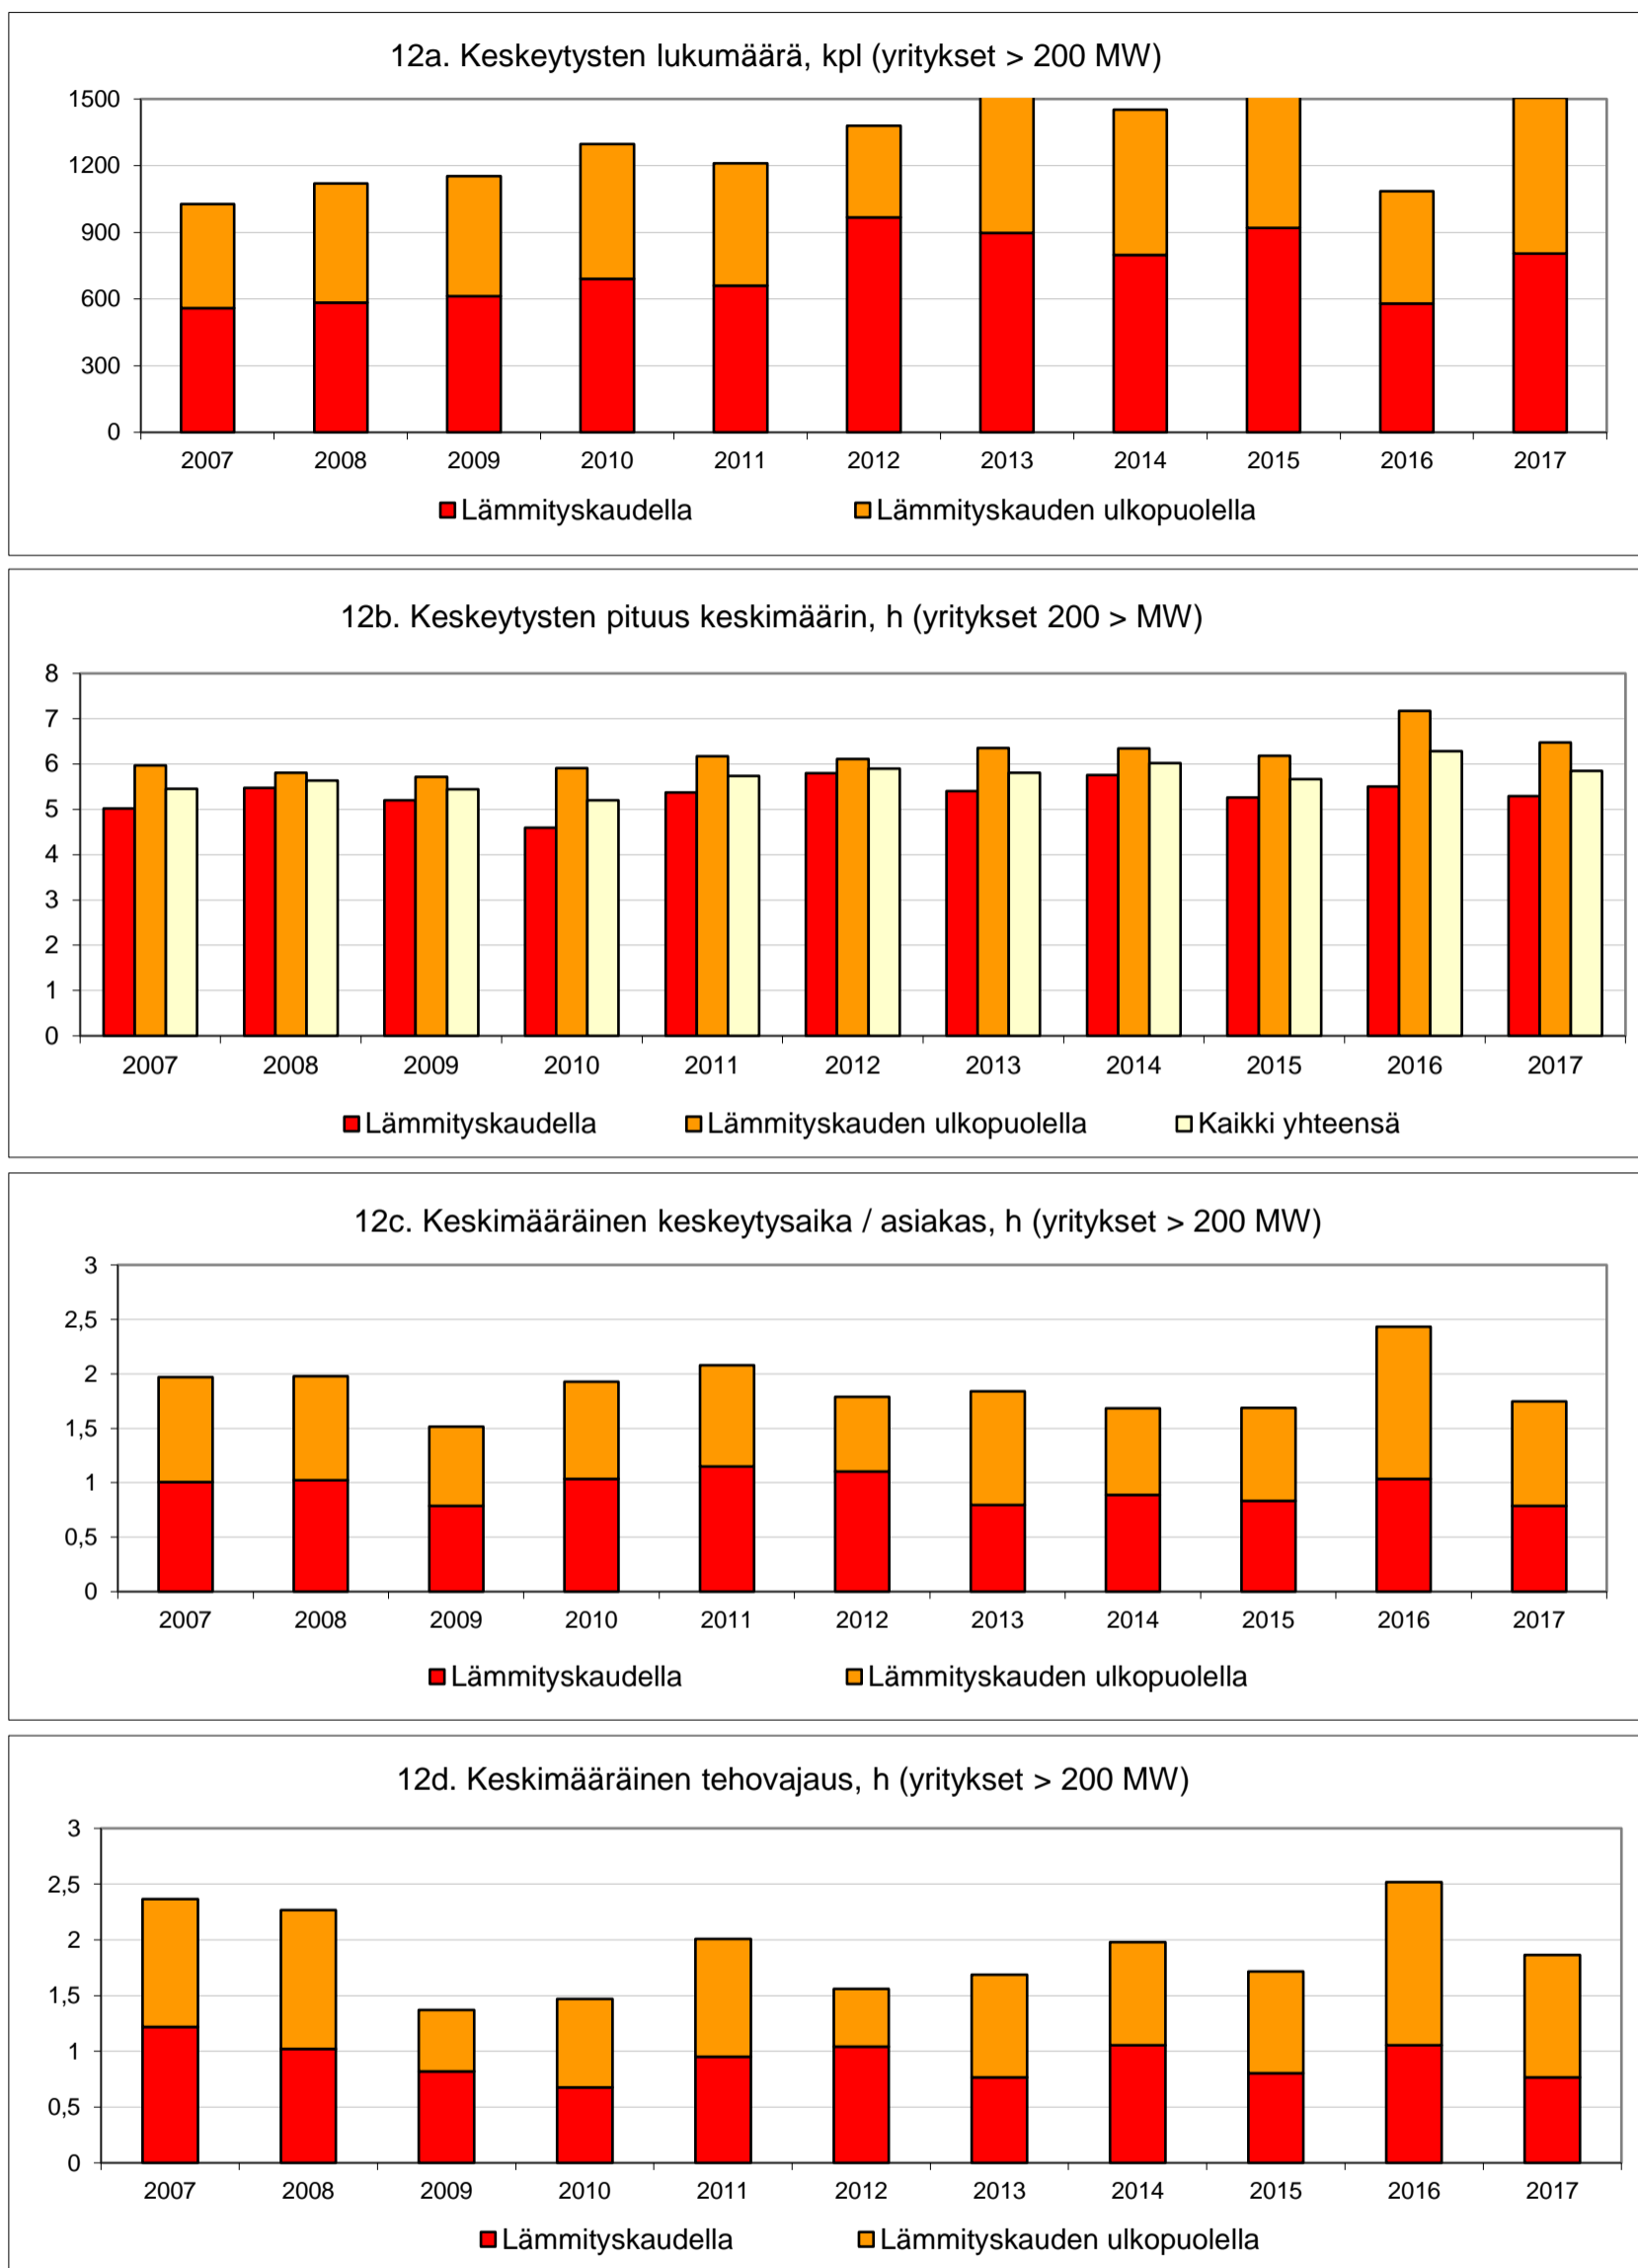 12a. Keskeytysten lukumäärä, kpl (yritykset > 200 MW)
1500
1200
900
600
300
0
2007 2008 2009 2010 2011 2012 2013 2014 2015 2016 2017
Lämmityskaudella Lämmityskauden ulkopuolella
12b. Keskeytysten pituus keskimäärin, h (yritykset 200 > MW)
8
7
6
5
4
3
2
1
0
2007 2008 2009 2010 2011 2012 2013 2014 2015 2016 2017
Lämmityskaudella Lämmityskauden ulkopuolella Kaikki yhteensä
12c. Keskimääräinen keskeytysaika / asiakas, h (yritykset > 200 MW)
3
2,5
2
1,5
1
0,5
0
2007 2008 2009 2010 2011 2012 2013 2014 2015 2016 2017
Lämmityskaudella Lämmityskauden ulkopuolella
12d. Keskimääräinen tehovajaus, h (yritykset > 200 MW)
3
2,5
2
1,5
1
0,5
0
2007 2008 2009 2010 2011 2012 2013 2014 2015 2016 2017
Lämmityskaudella Lämmityskauden ulkopuolella